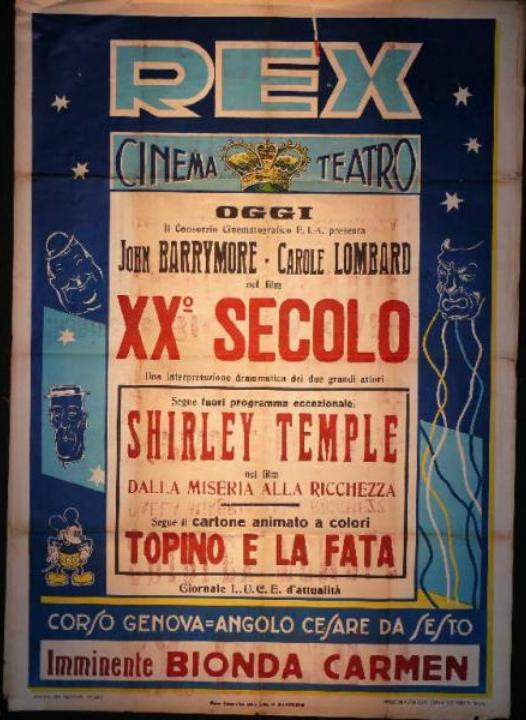 REX
CINEMA TEATRO
OGGI
Il Consorzio Cinematografico E.I.A. presenta
JOHN BARRYMORE - CAROLE LOMBARD
nel film
XXº SECOLO
Una interpretazione drammatica dei due grandi attori
Segue fuori programma eccezionale:
SHIRLEY TEMPLE
nel film
DALLA MISERIA ALLA RICCHEZZA
Segue il cartone animato a colori
TOPINO E LA FATA
Giornale L.U.C.E. d'attualità
CORSO GENOVA=ANGOLO CESARE DA SESTO
Imminente BIONDA CARMEN